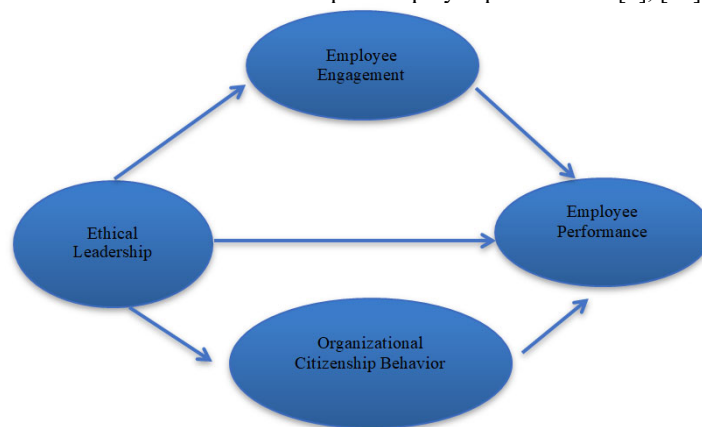 Employee
Engagement
Ethical
Leadership
Employee
Performance
Organizational
Citizenship Behavior